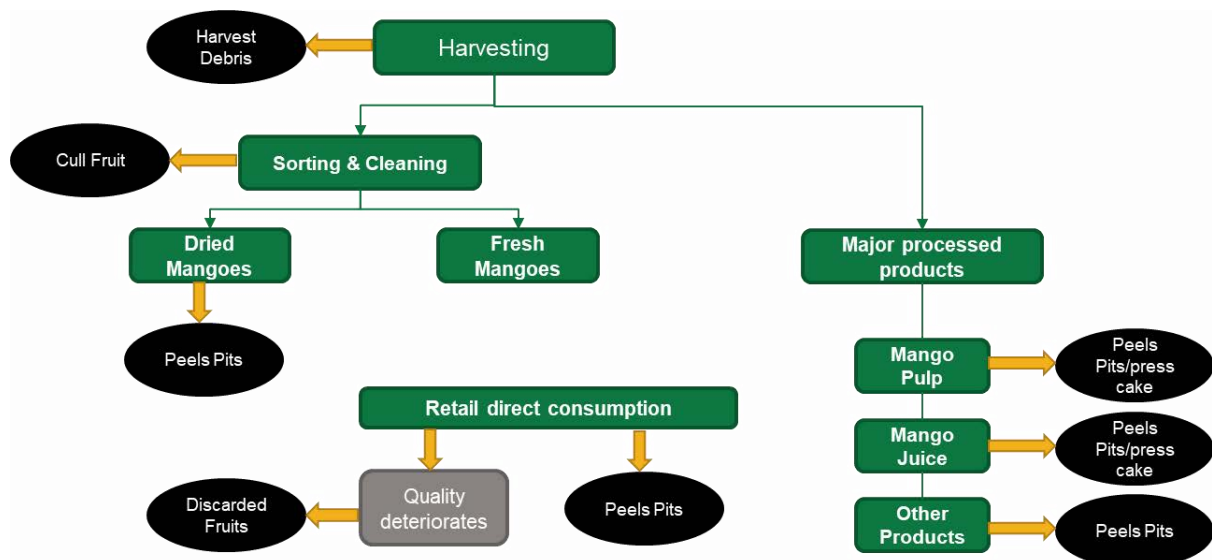 Harvest
Debris
Harvesting
Cull Fruit
Sorting & Cleaning
Dried
Mangoes
Fresh
Mangoes
Major processed
products
Peels Pits
Mango
Pulp
Peels
Pits/press
cake
Retail direct consumption
Mango
Juice
Peels
Pits/press
cake
Discarded
Fruits
Quality
deteriorates
Peels Pits
Other
Products
Peels Pits